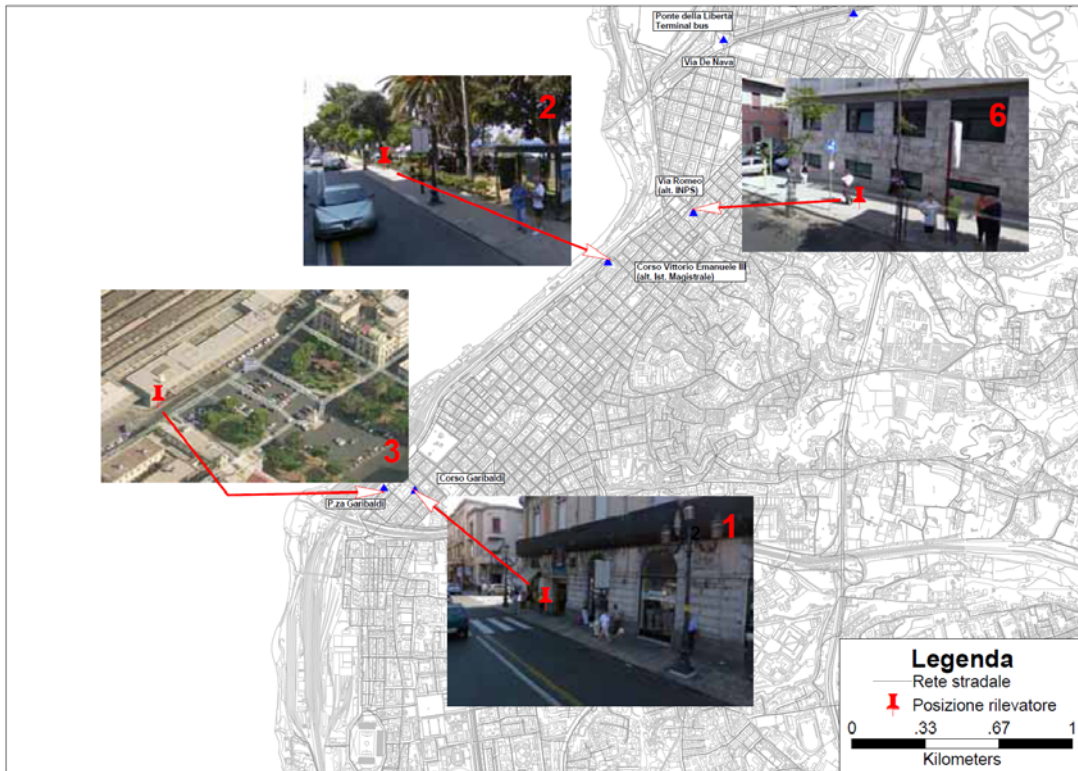 Ponte della Libertà
Terminal bus
Via De Nava
2
6
Via Romeo
(alt. INPS)
Corso Vittorio Emanuele III
(alt. Ist. Magistrale)
3
Corso Garibaldi
P.za Garibaldi
1
2
Legenda
Rete stradale
Posizione rilevatore
0 .33 .67 1
Kilometers